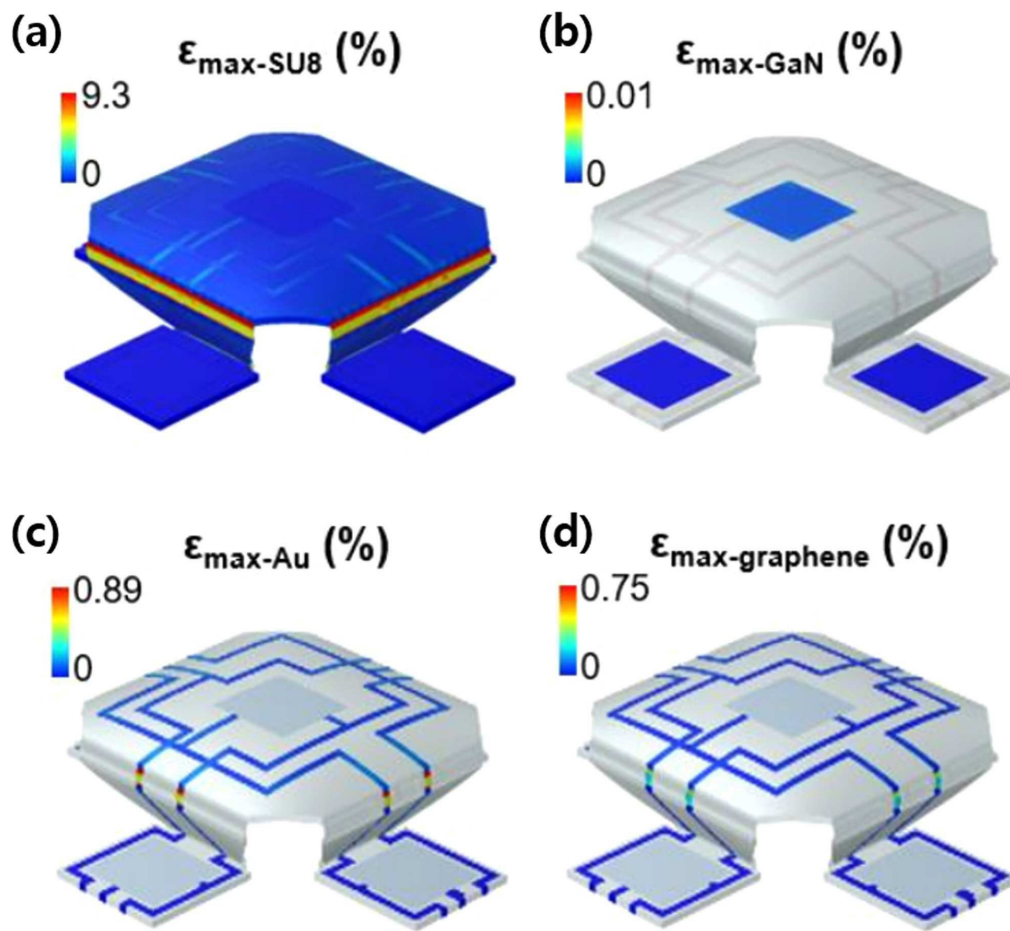 (a)
εmax-SU8 (%)
9.3
0
(b)
εmax-GaN (%)
0.01
0
(c)
εmax-Au (%)
0.89
0
(d)
εmax-graphene (%)
0.75
0